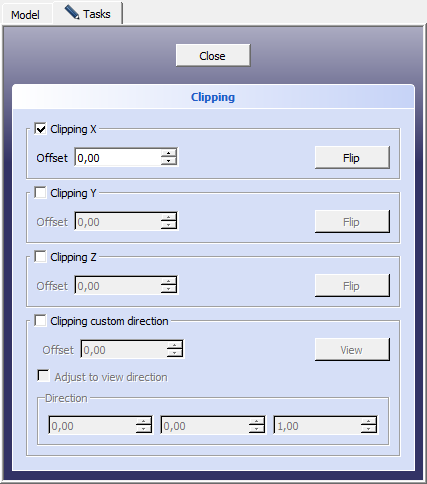 Model Tasks
Close
Clipping
Clipping X
Offset 0,00 Flip
Clipping Y
Offset 0,00 Flip
Clipping Z
Offset 0,00 Flip
Clipping custom direction
Offset 0,00 View
Adjust to view direction
Direction
0,00 0,00 1,00